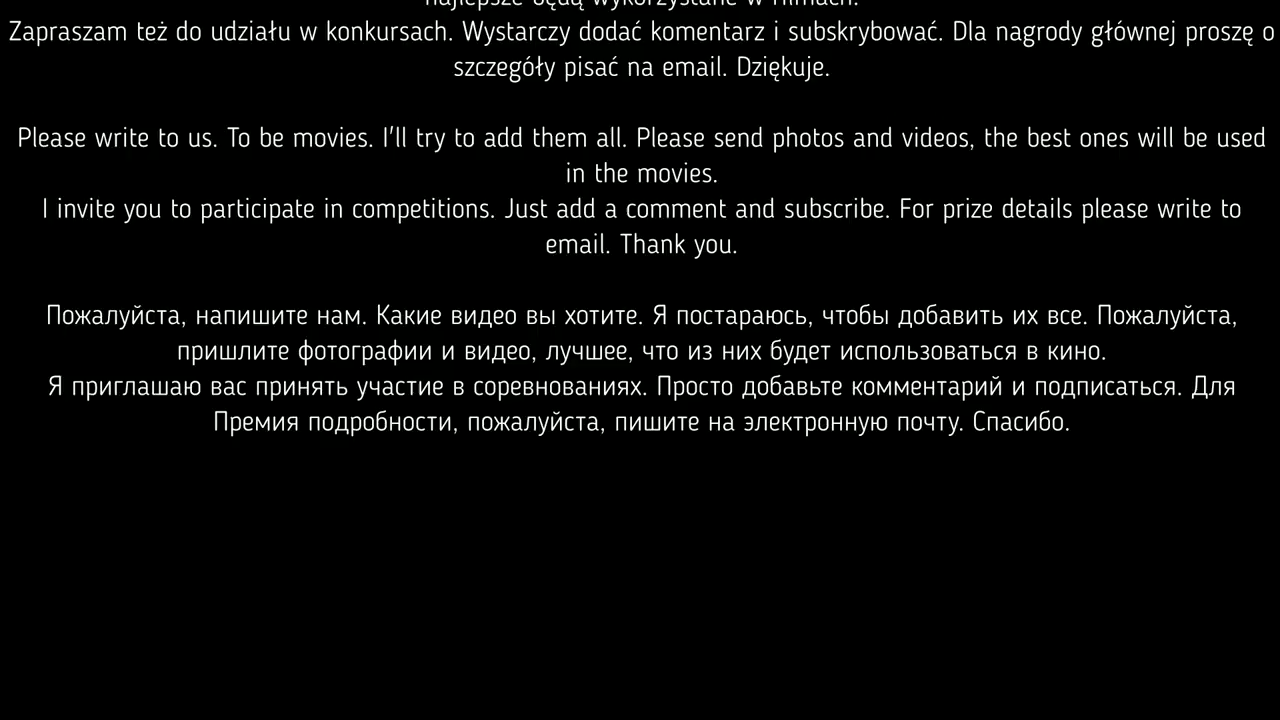 najlepsze będą wykorzystane w filmach.
Zapraszam też do udziału w konkursach. Wystarczy dodać komentarz i subskrybować. Dla nagrody głównej proszę o
szczegóły pisać na email. Dziękuje.
Please write to us. To be movies. I'll try to add them all. Please send photos and videos, the best ones will be used
in the movies.
I invite you to participate in competitions. Just add a comment and subscribe. For prize details please write to
email. Thank you.
Пожалуйста, напишите нам. Какие видео вы хотите. Я постараюсь, чтобы добавить их все. Пожалуйста,
пришлите фотографии и видео, лучшее, что из них будет использоваться в кино.
Я приглашаю вас принять участие в соревнованиях. Просто добавьте комментарий и подписаться. Для
Премия подробности, пожалуйста, пишите на электронную почту. Спасибо.